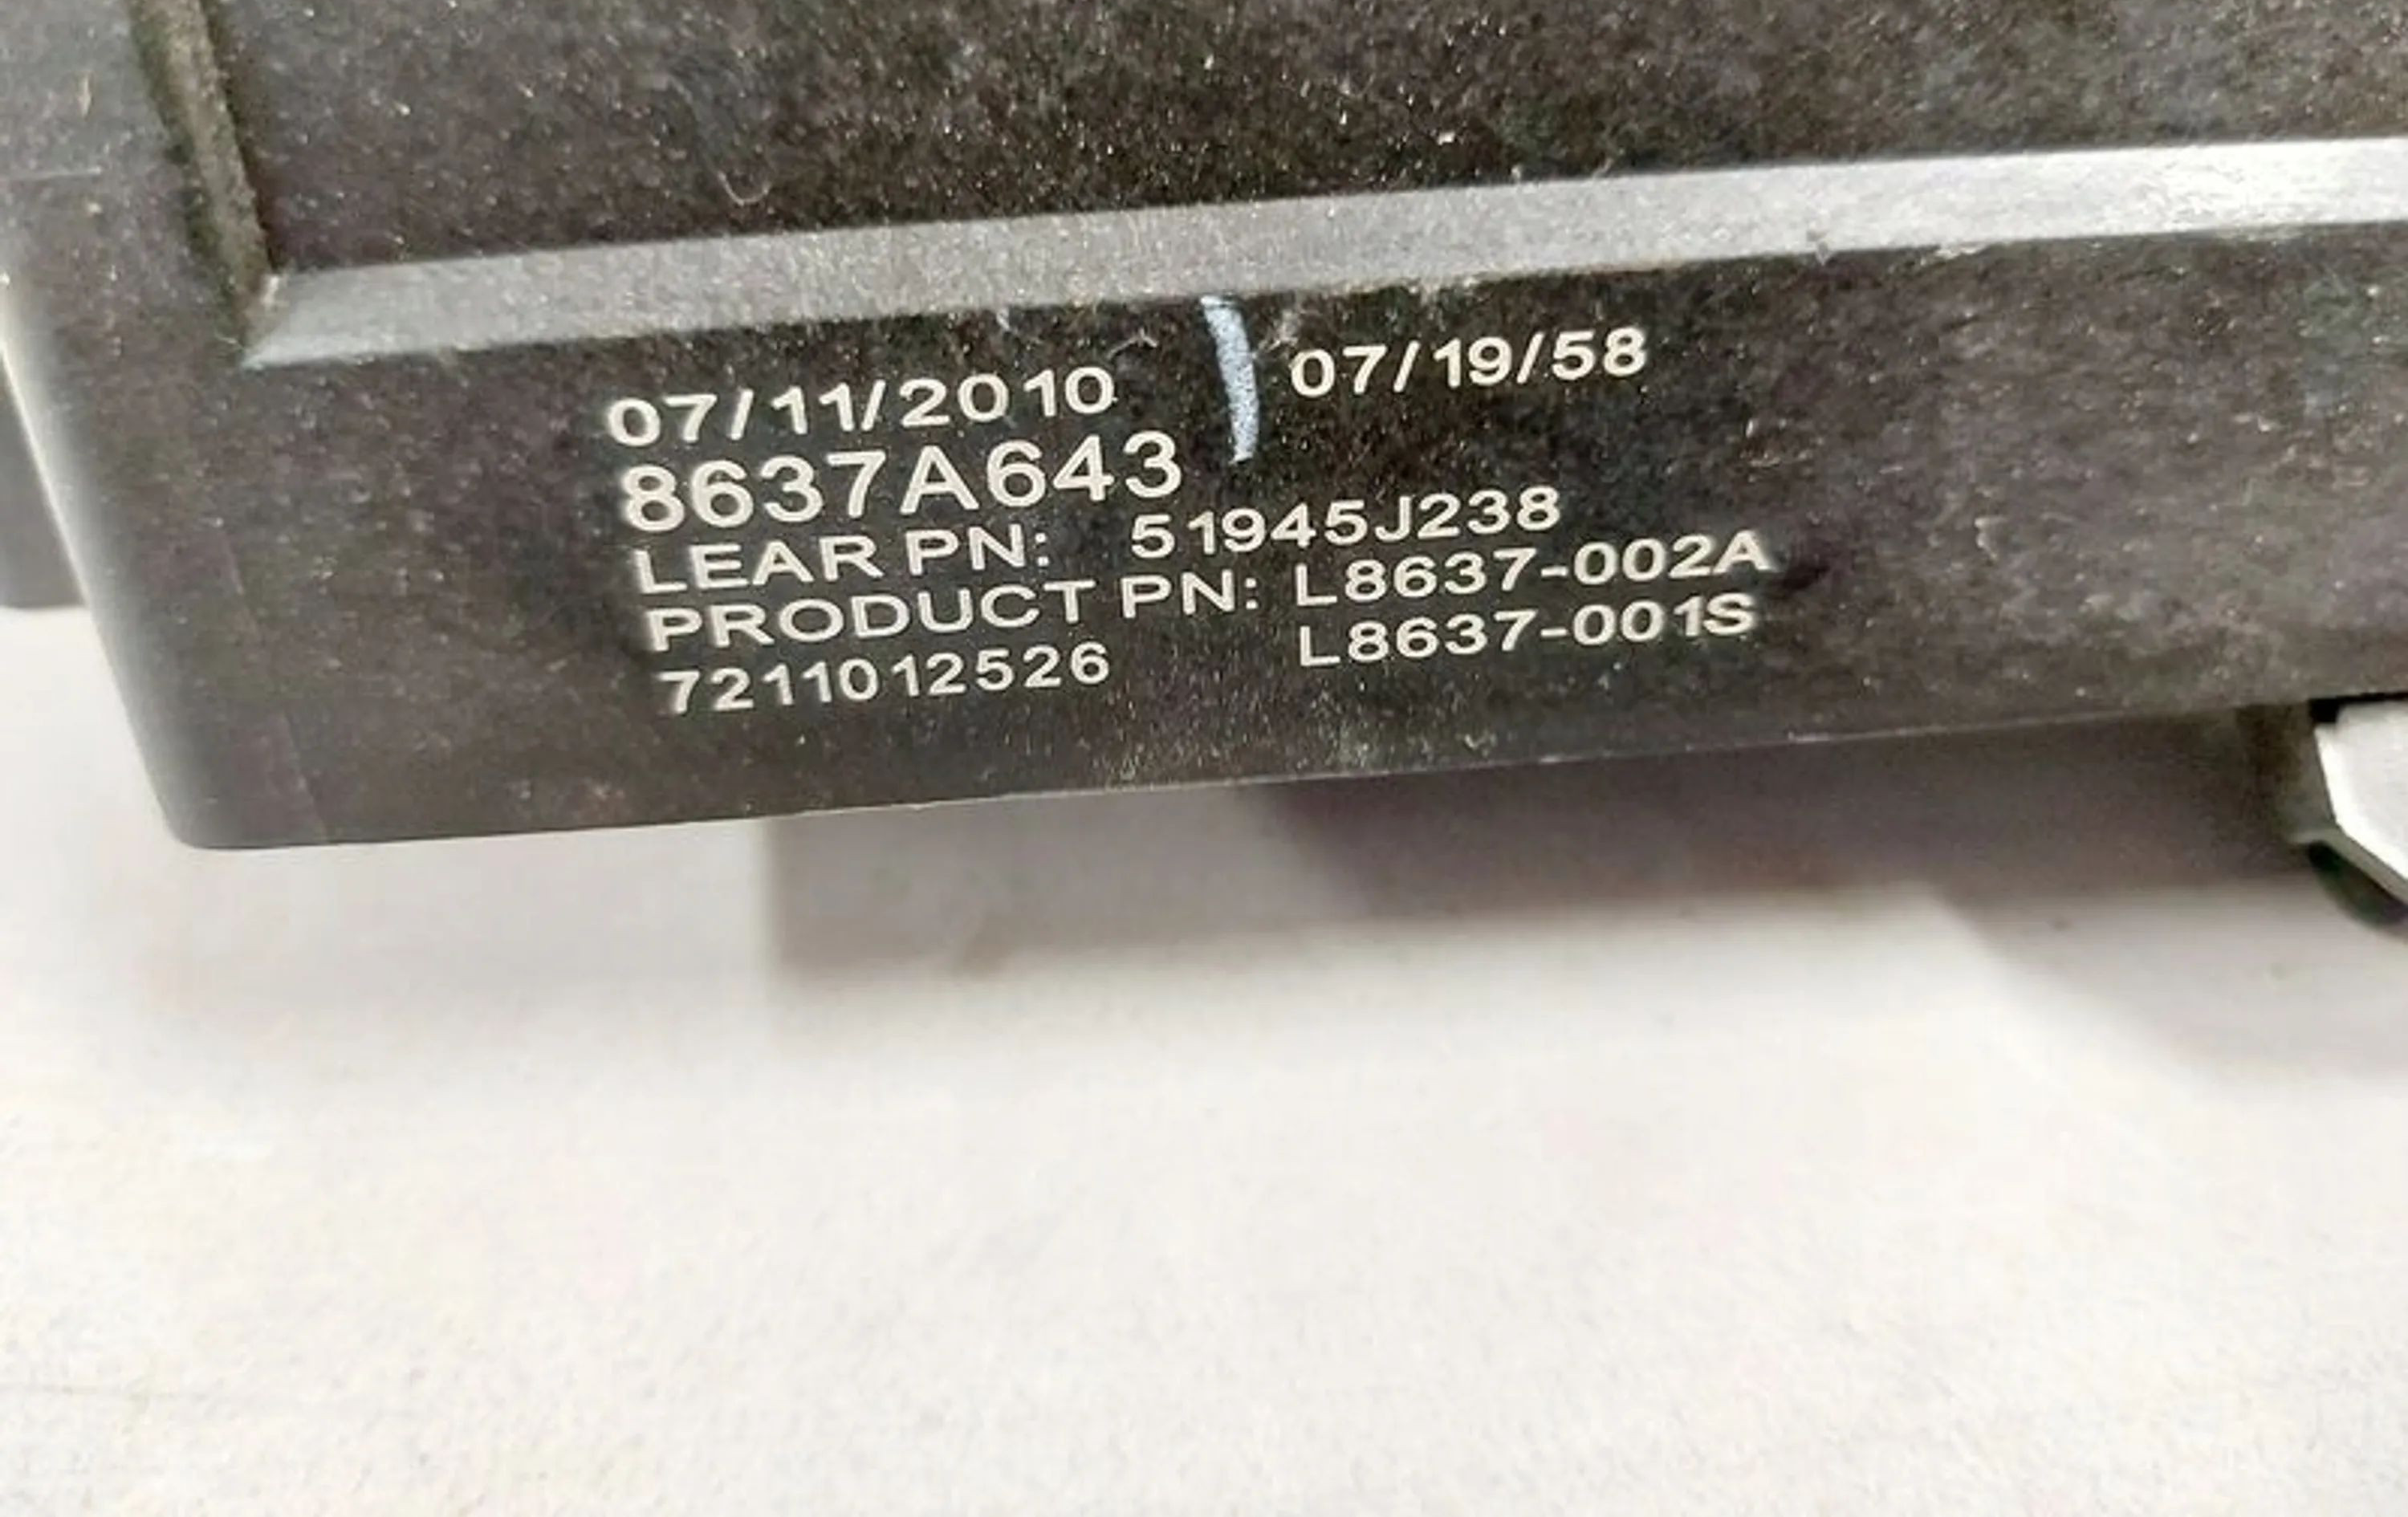 07/11/2010 07/19/58
8637A643
LEAR PN: 51945J238
PRODUCT PN: L8637-002A
7211012526 L8637-001S